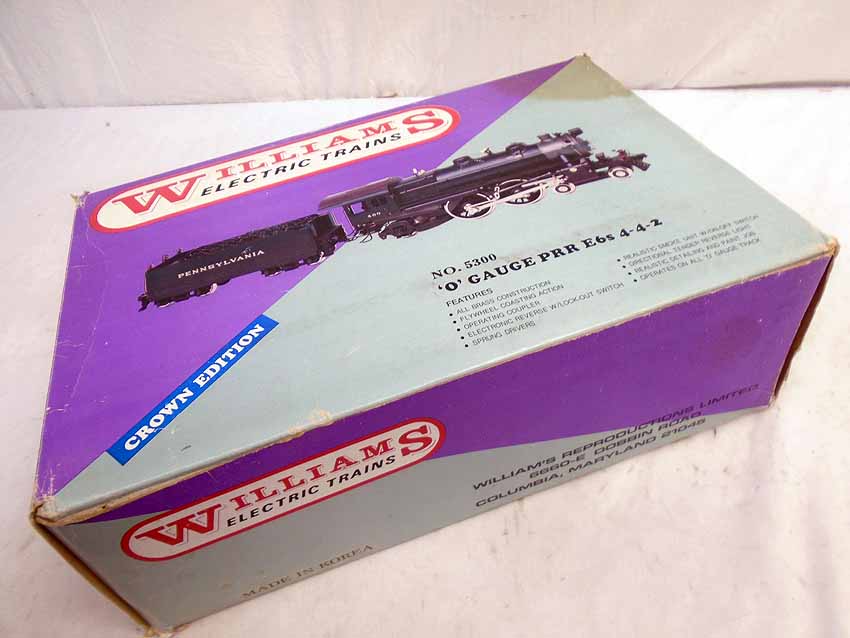 WILLIAMS
ELECTRIC TRAINS
PENNSYLVANIA
CROWN EDITION
NO. 5300
'O' GAUGE PRR E6s 4-4-2
FEATURES
• ALL BRASS CONSTRUCTION
• FLYWHEEL COASTING ACTION
• OPERATING COUPLER
• ELECTRONIC REVERSE W/LOCK-OUT SWITCH
• SPRUNG DRIVERS
• REALISTIC SMOKE UNIT W/ON/OFF SWITCH
• DIRECTIONAL TENDER REVERSE LIGHT
• REALISTIC DETAILING AND PAINT JOB
• OPERATES ON ALL 'O' GAUGE TRACK
WILLIAMS
ELECTRIC TRAINS
MADE IN KOREA
WILLIAM'S REPRODUCTIONS LIMITED
6660-E DOBBIN ROAD
COLUMBIA, MARYLAND 21045